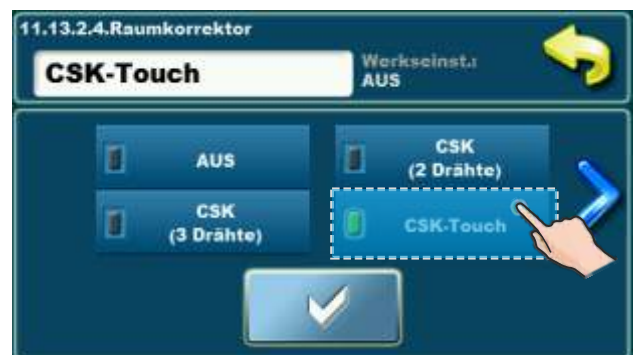 11.13.2.4.Raumkorrektor
CSK-Touch
Werkseinst.:
AUS
AUS
CSK
(2 Drähte)
CSK
(3 Drähte)
CSK-Touch